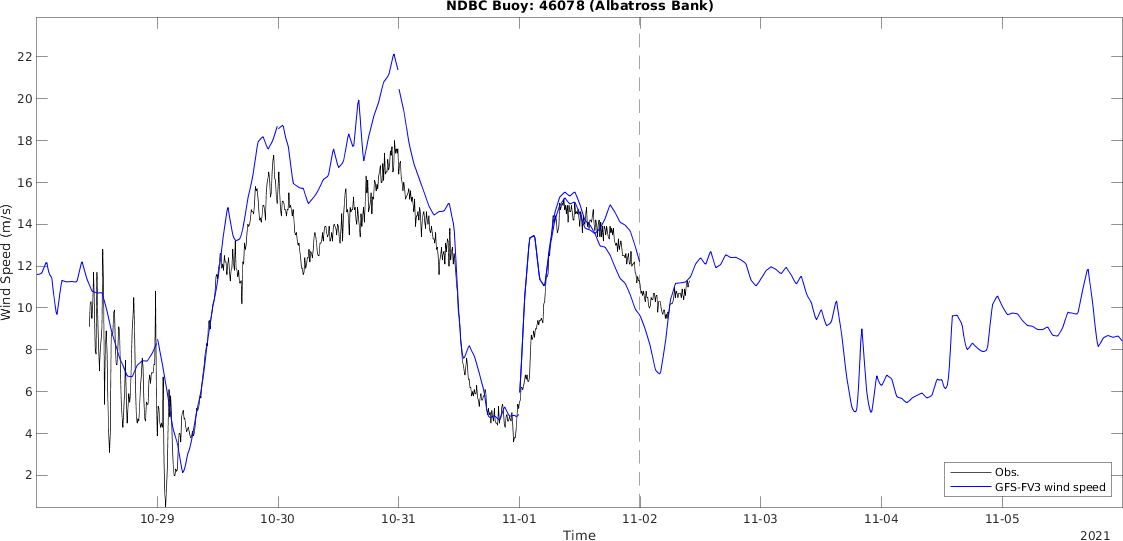 NDBC Buoy: 46078 (Albatross Bank)
Wind Speed (m/s)
22
20
18
16
14
12
10
8
6
4
2
Obs.
GFS-FV3 wind speed
10-29 10-30 10-31 11-01 11-02 11-03 11-04 11-05
Time
2021